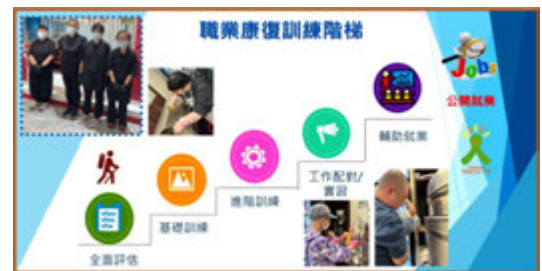 職業康復訓練階梯
Jobs
公開就業
輔助就業
工作配對/
實習
進階訓練
基礎訓練
全面評估